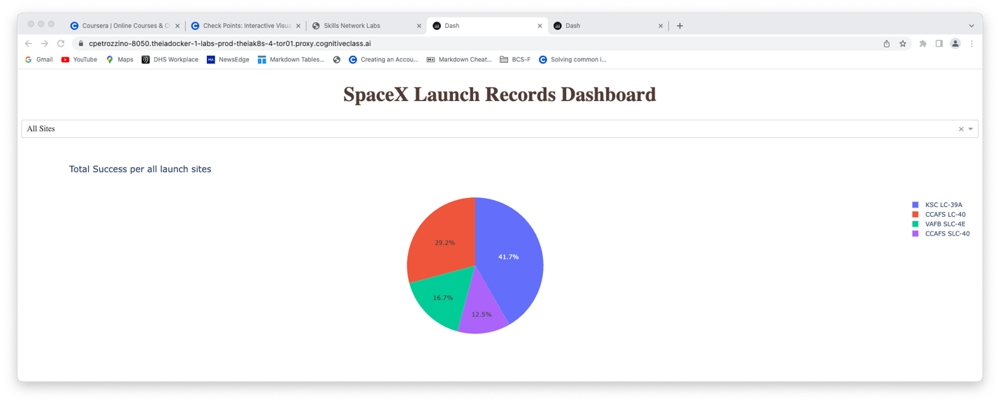 Coursera | Online Courses & C
Check Points: Interactive Visua
Skills Network Labs
Dash
Dash
cpetrozzino-8050.theiadocker-1-labs-prod-theiak8s-4-tor01.proxy.cognitiveclass.ai
Gmail
YouTube
Maps
DHS Workplace
MA
NewsEdge
Markdown Tables...
Creating an Accou...
Markdown Cheat...
BCS-F
Solving common i...
SpaceX Launch Records Dashboard
All Sites
Total Success per all launch sites
KSC LC-39A
CCAFS LC-40
VAFB SLC-4E
CCAFS SLC-40
29.2%
41.7%
16.7%
12.5%